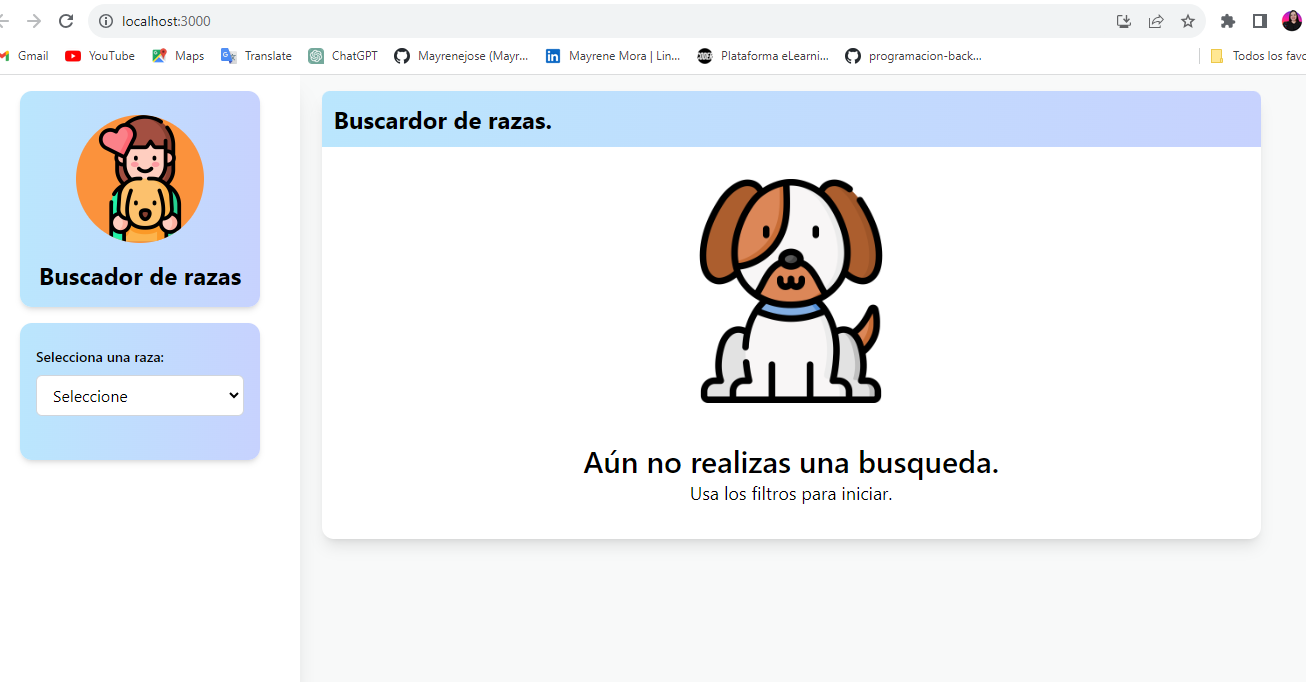 localhost:3000
Gmail YouTube Maps Translate ChatGPT Mayrenejose (Mayr... Mayrene Mora | Lin... Plataforma eLearni... programacion-back... Todos los favo
Buscador de razas
Selecciona una raza:
Seleccione
Buscardor de razas.
Aún no realizas una busqueda.
Usa los filtros para iniciar.